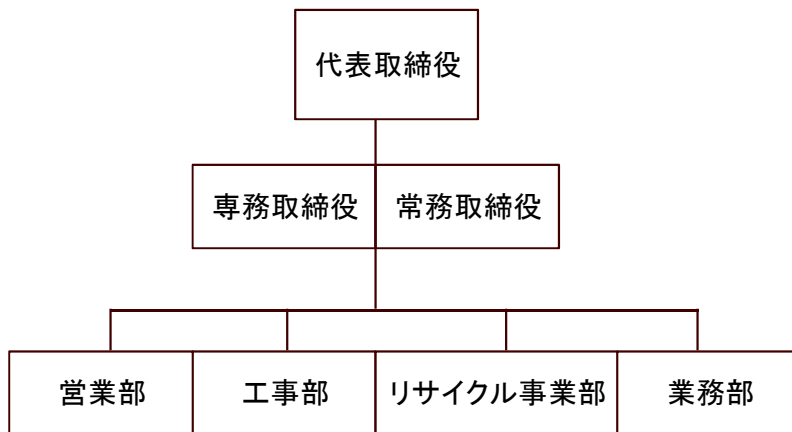 代表取締役
専務取締役
常務取締役
営業部
工事部
リサイクル事業部
業務部